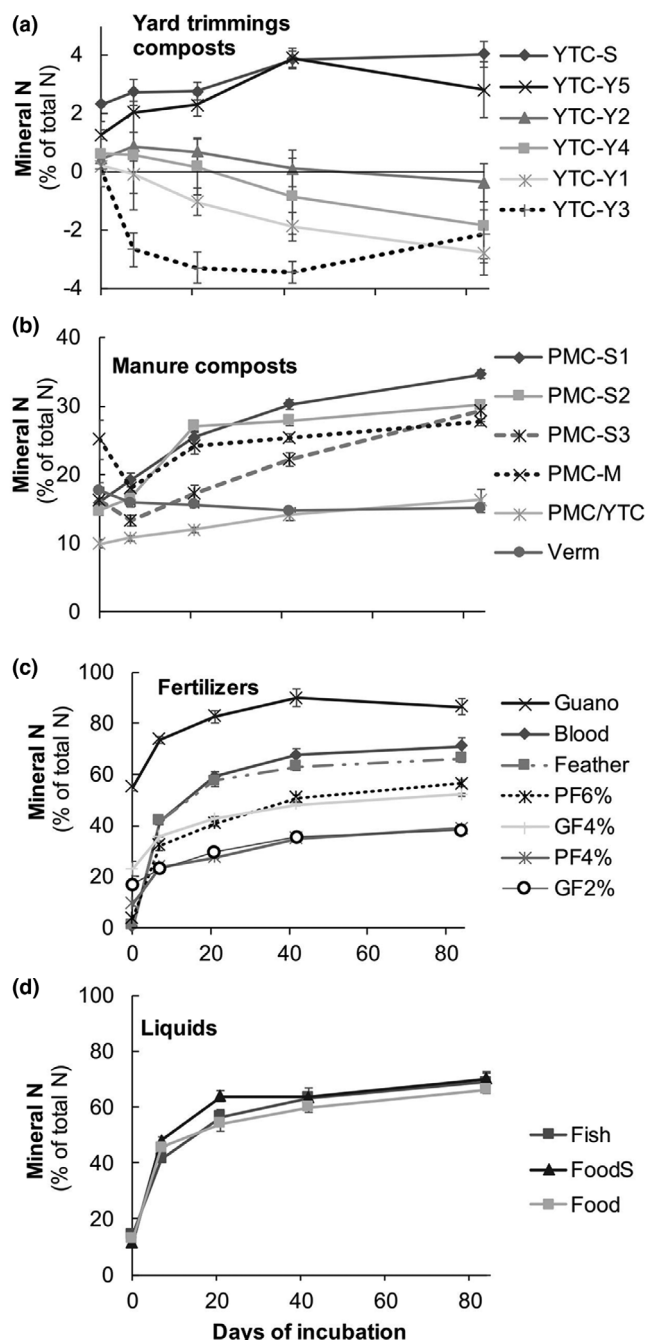 (a)
Yard trimmings
composts
Mineral N
(% of total N)
4
2
0
-2
-4
YTC-S
YTC-Y5
YTC-Y2
YTC-Y4
YTC-Y1
YTC-Y3
(b)
Manure composts
Mineral N
(% of total N)
40
30
20
10
0
PMC-S1
PMC-S2
PMC-S3
PMC-M
PMC/YTC
Verm
(c)
Fertilizers
Mineral N
(% of total N)
100
80
60
40
20
0
0 20 40 60 80
Guano
Blood
Feather
PF6%
GF4%
PF4%
GF2%
(d)
Liquids
Mineral N
(% of total N)
100
80
60
40
20
0
0 20 40 60 80
Fish
FoodS
Food
Days of incubation